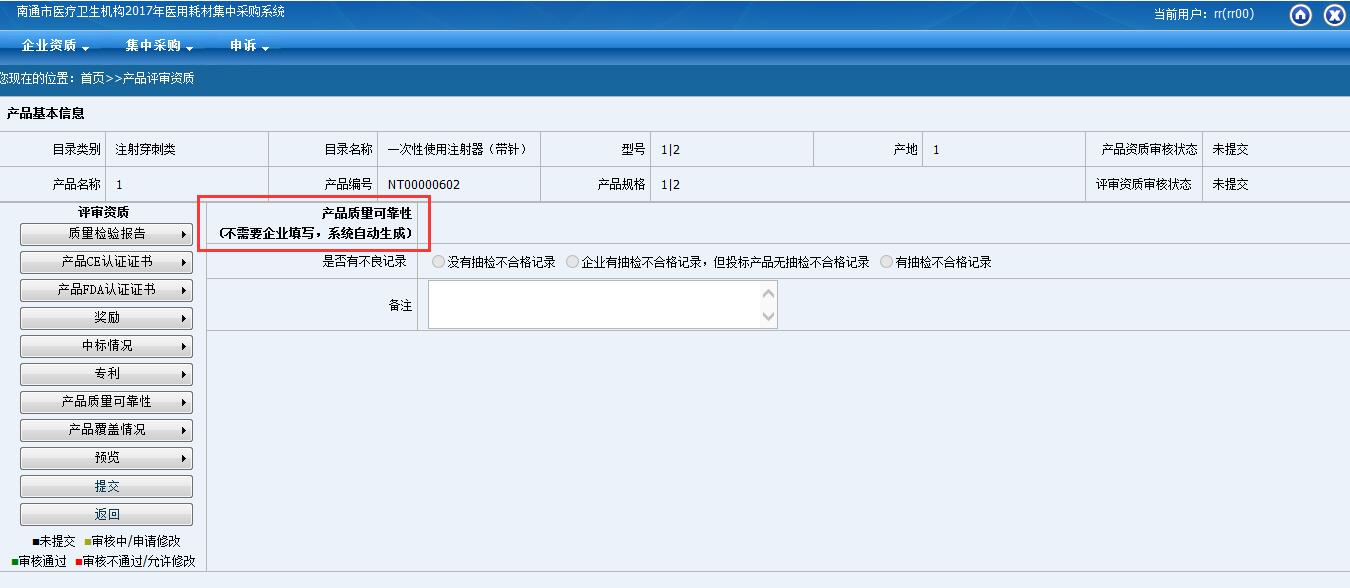 南通市医疗卫生机构2017年医用耗材集中采购系统
当前用户：rr(rr00)
企业资质 集中采购 申诉
您现在的位置：首页>>产品评审资质
产品基本信息
目录类别 注射穿刺类 目录名称 一次性使用注射器（带针） 型号 1|2 产地 1 产品资质审核状态 未提交
产品名称 1 产品编号 NT00000602 产品规格 1|2 评审资质审核状态 未提交
评审资质
质量检验报告
产品CE认证证书
产品FDA认证证书
奖励
中标情况
专利
产品质量可靠性
产品覆盖情况
预览
提交
返回
■未提交 ■审核中/申请修改
■审核通过 ■审核不通过/允许修改
产品质量可靠性
（不需要企业填写，系统自动生成）
是否有不良记录 没有抽检不合格记录 企业有抽检不合格记录，但投标产品无抽检不合格记录 有抽检不合格记录
备注